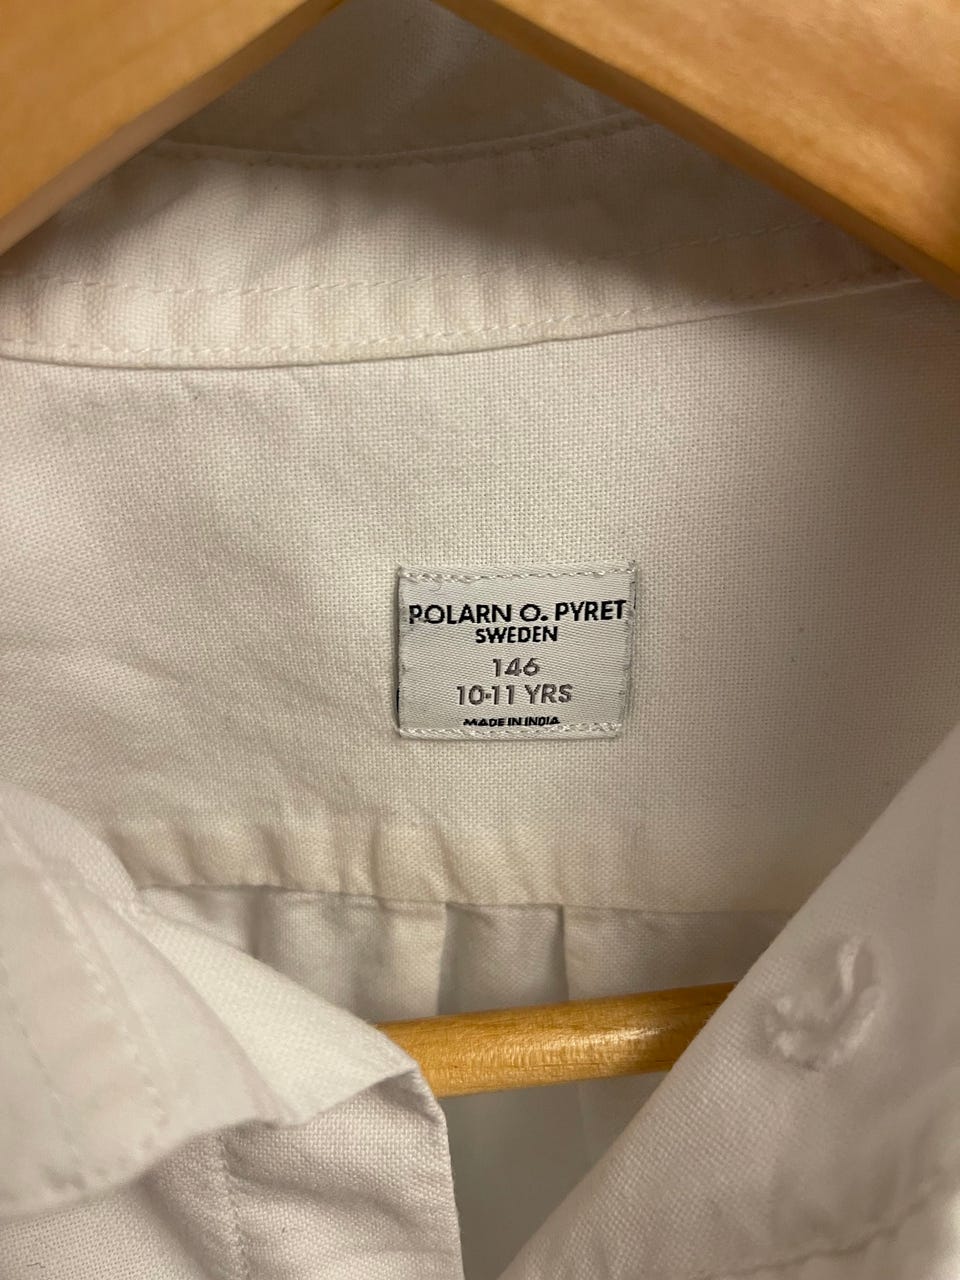 POLARN O. PYRET
SWEDEN
146
10-11 YRS
MADE IN INDIA